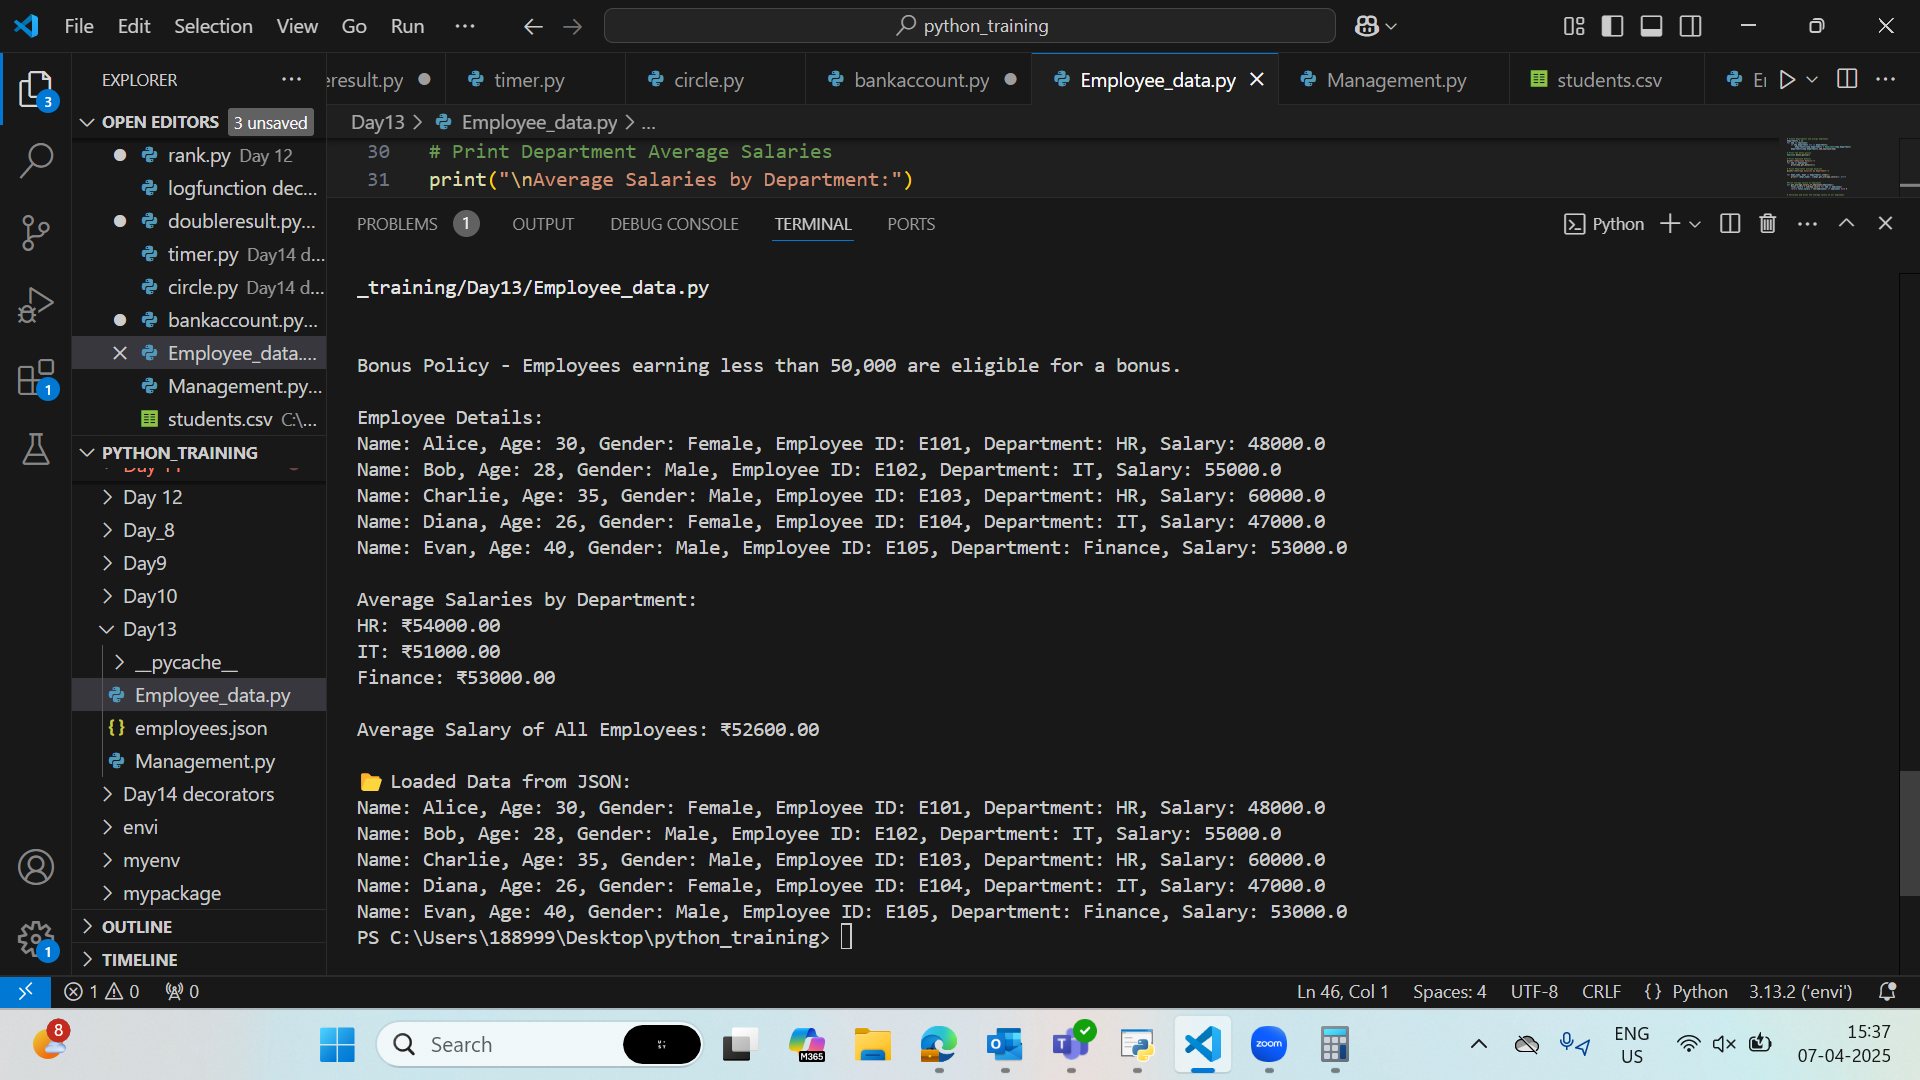 File Edit Selection View Go Run
python_training
EXPLORER
OPEN EDITORS 3 unsaved
rank.py Day 12
logfunction dec...
doubleresult.py...
timer.py Day14 d...
circle.py Day14 d...
bankaccount.py...
Employee_data....
Management.py...
students.csv C:\...
PYTHON_TRAINING
Day 12
Day_8
Day9
Day10
Day13
__pycache__
Employee_data.py
employees.json
Management.py
Day14 decorators
envi
myenv
mypackage
OUTLINE
TIMELINE
3
1
1
eresult.py timer.py circle.py bankaccount.py Employee_data.py Management.py students.csv
Day13 > Employee_data.py > ...
30 # Print Department Average Salaries
31 print("\nAverage Salaries by Department:")
PROBLEMS 1 OUTPUT DEBUG CONSOLE TERMINAL PORTS Python
_training/Day13/Employee_data.py
Bonus Policy - Employees earning less than 50,000 are eligible for a bonus.
Employee Details:
Name: Alice, Age: 30, Gender: Female, Employee ID: E101, Department: HR, Salary: 48000.0
Name: Bob, Age: 28, Gender: Male, Employee ID: E102, Department: IT, Salary: 55000.0
Name: Charlie, Age: 35, Gender: Male, Employee ID: E103, Department: HR, Salary: 60000.0
Name: Diana, Age: 26, Gender: Female, Employee ID: E104, Department: IT, Salary: 47000.0
Name: Evan, Age: 40, Gender: Male, Employee ID: E105, Department: Finance, Salary: 53000.0
Average Salaries by Department:
HR: ₹54000.00
IT: ₹51000.00
Finance: ₹53000.00
Average Salary of All Employees: ₹52600.00
📂 Loaded Data from JSON:
Name: Alice, Age: 30, Gender: Female, Employee ID: E101, Department: HR, Salary: 48000.0
Name: Bob, Age: 28, Gender: Male, Employee ID: E102, Department: IT, Salary: 55000.0
Name: Charlie, Age: 35, Gender: Male, Employee ID: E103, Department: HR, Salary: 60000.0
Name: Diana, Age: 26, Gender: Female, Employee ID: E104, Department: IT, Salary: 47000.0
Name: Evan, Age: 40, Gender: Male, Employee ID: E105, Department: Finance, Salary: 53000.0
PS C:\Users\188999\Desktop\python_training>
1 0 0 Ln 46, Col 1 Spaces: 4 UTF-8 CRLF {} Python 3.13.2 ('envi')
8 Search M365 zoom ENG 15:37
US 07-04-2025